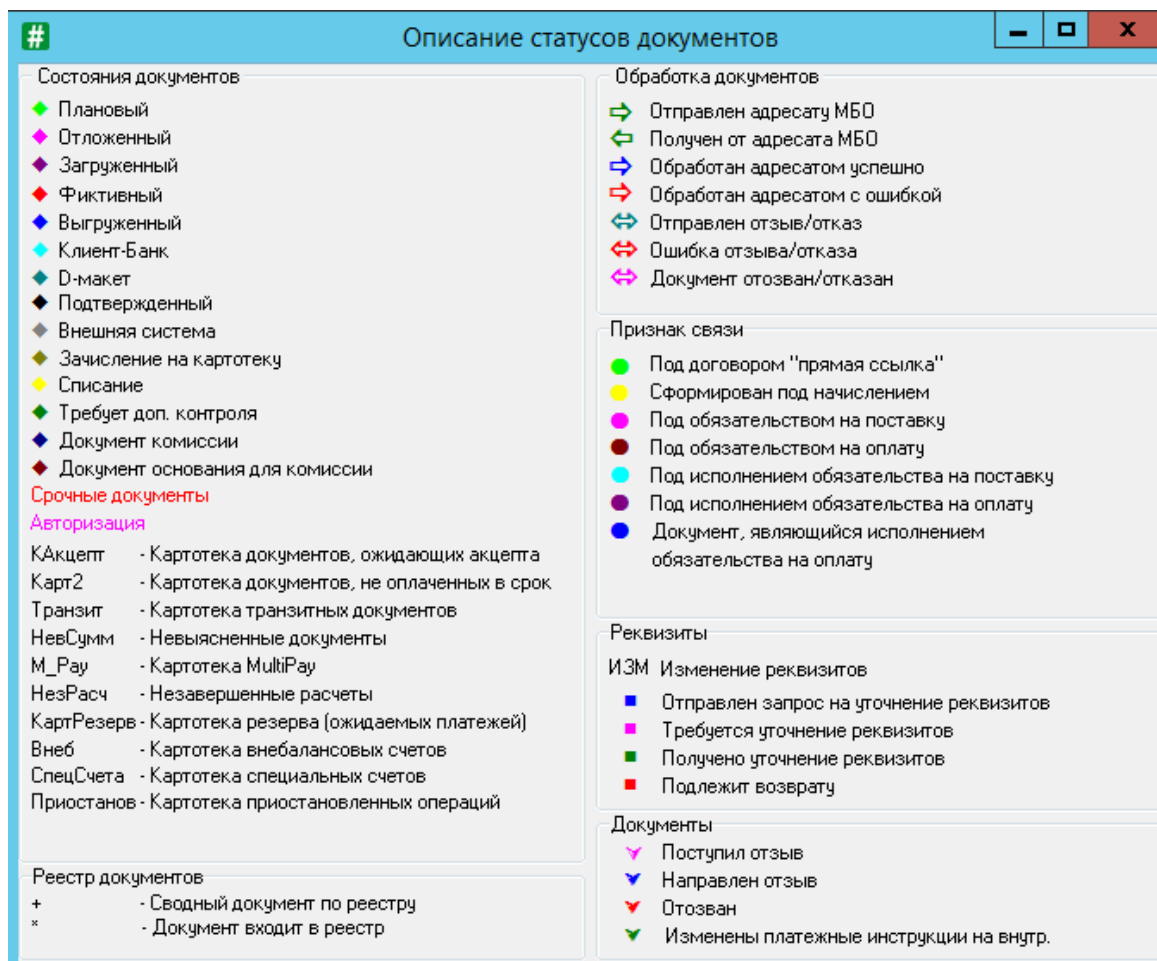 #
Описание статусов документов
Состояния документов
Плановый
Отложенный
Загруженный
Фиктивный
Выгруженный
Клиент-Банк
D-макет
Подтвержденный
Внешняя система
Зачисление на картотеку
Списание
Требует доп. контроля
Документ комиссии
Документ основания для комиссии
Срочные документы
Авторизация
КАкцепт - Картотека документов, ожидающих акцепта
Карт2 - Картотека документов, не оплаченных в срок
Транзит - Картотека транзитных документов
НевСумм - Невыясненные документы
M_Pay - Картотека MultiPay
НезРасч - Незавершенные расчеты
КартРезерв - Картотека резерва (ожидаемых платежей)
Внеб - Картотека внебалансовых счетов
СпецСчета - Картотека специальных счетов
Приостанов - Картотека приостановленных операций
Реестр документов
+ - Сводный документ по реестру
* - Документ входит в реестр
Обработка документов
Отправлен адресату МБО
Получен от адресата МБО
Обработан адресатом успешно
Обработан адресатом с ошибкой
Отправлен отзыв/отказ
Ошибка отзыва/отказа
Документ отозван/отказан
Признак связи
Под договором "прямая ссылка"
Сформирован под начислением
Под обязательством на поставку
Под обязательством на оплату
Под исполнением обязательства на поставку
Под исполнением обязательства на оплату
Документ, являющийся исполнением
обязательства на оплату
Реквизиты
ИЗМ Изменение реквизитов
Отправлен запрос на уточнение реквизитов
Требуется уточнение реквизитов
Получено уточнение реквизитов
Подлежит возврату
Документы
Поступил отзыв
Направлен отзыв
Отозван
Изменены платежные инструкции на внутр.